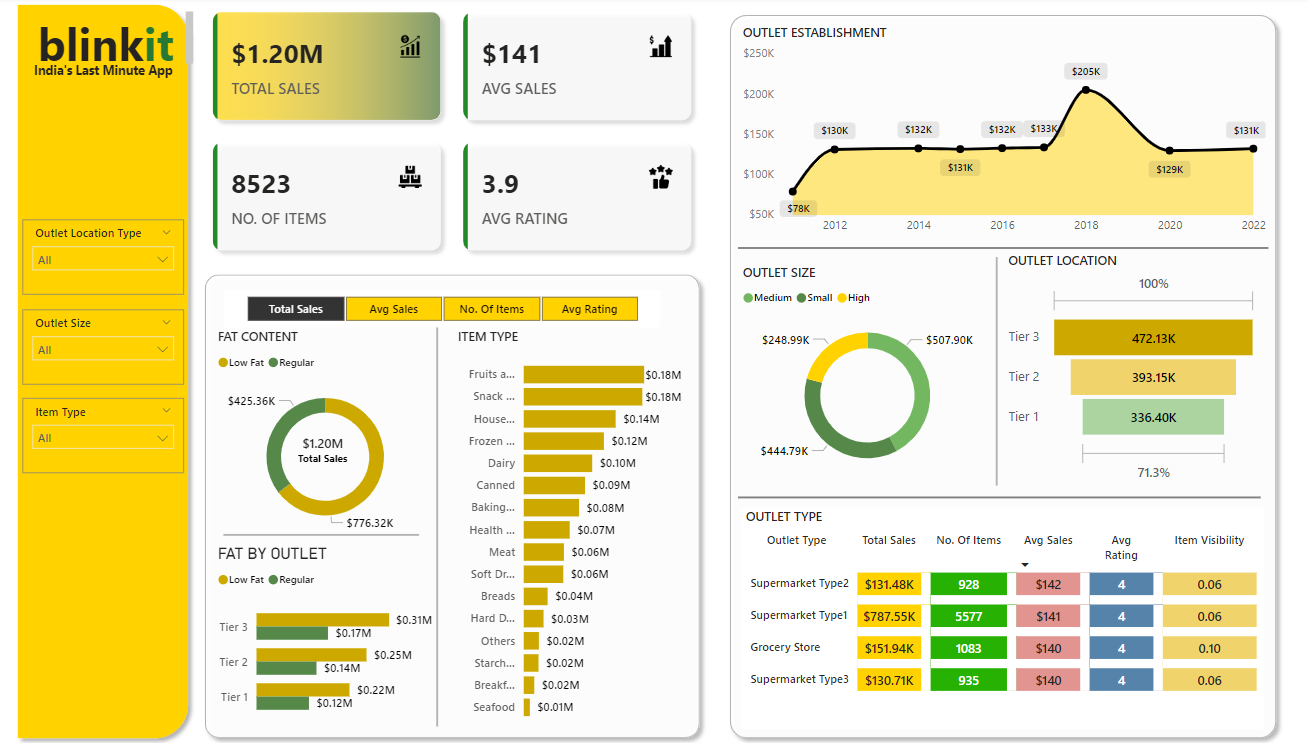 blinkit
India's Last Minute App
Outlet Location Type
All
Outlet Size
All
Item Type
All
$1.20M
TOTAL SALES
$141
AVG SALES
8523
NO. OF ITEMS
3.9
AVG RATING
Total Sales Avg Sales No. Of Items Avg Rating
FAT CONTENT
Low Fat Regular
$425.36K
$1.20M
Total Sales
$776.32K
FAT BY OUTLET
Low Fat Regular
Tier 3 $0.31M
$0.17M
Tier 2 $0.25M
$0.14M
Tier 1 $0.22M
$0.12M
ITEM TYPE
Fruits a... $0.18M
Snack ... $0.18M
House... $0.14M
Frozen ... $0.12M
Dairy $0.10M
Canned $0.09M
Baking... $0.08M
Health ... $0.07M
Meat $0.06M
Soft Dr... $0.06M
Breads $0.04M
Hard D... $0.03M
Others $0.02M
Starch... $0.02M
Breakf... $0.02M
Seafood $0.01M
OUTLET ESTABLISHMENT
$250K
$200K
$150K
$100K
$50K
$78K
$130K
$132K
$131K
$132K
$133K
$205K
$129K
$131K
2012 2014 2016 2018 2020 2022
OUTLET SIZE
Medium Small High
$248.99K
$507.90K
$444.79K
OUTLET LOCATION
100%
Tier 3 472.13K
Tier 2 393.15K
Tier 1 336.40K
71.3%
OUTLET TYPE
Outlet Type Total Sales No. Of Items Avg Sales Avg Rating Item Visibility
Supermarket Type2 $131.48K 928 $142 4 0.06
Supermarket Type1 $787.55K 5577 $141 4 0.06
Grocery Store $151.94K 1083 $140 4 0.10
Supermarket Type3 $130.71K 935 $140 4 0.06